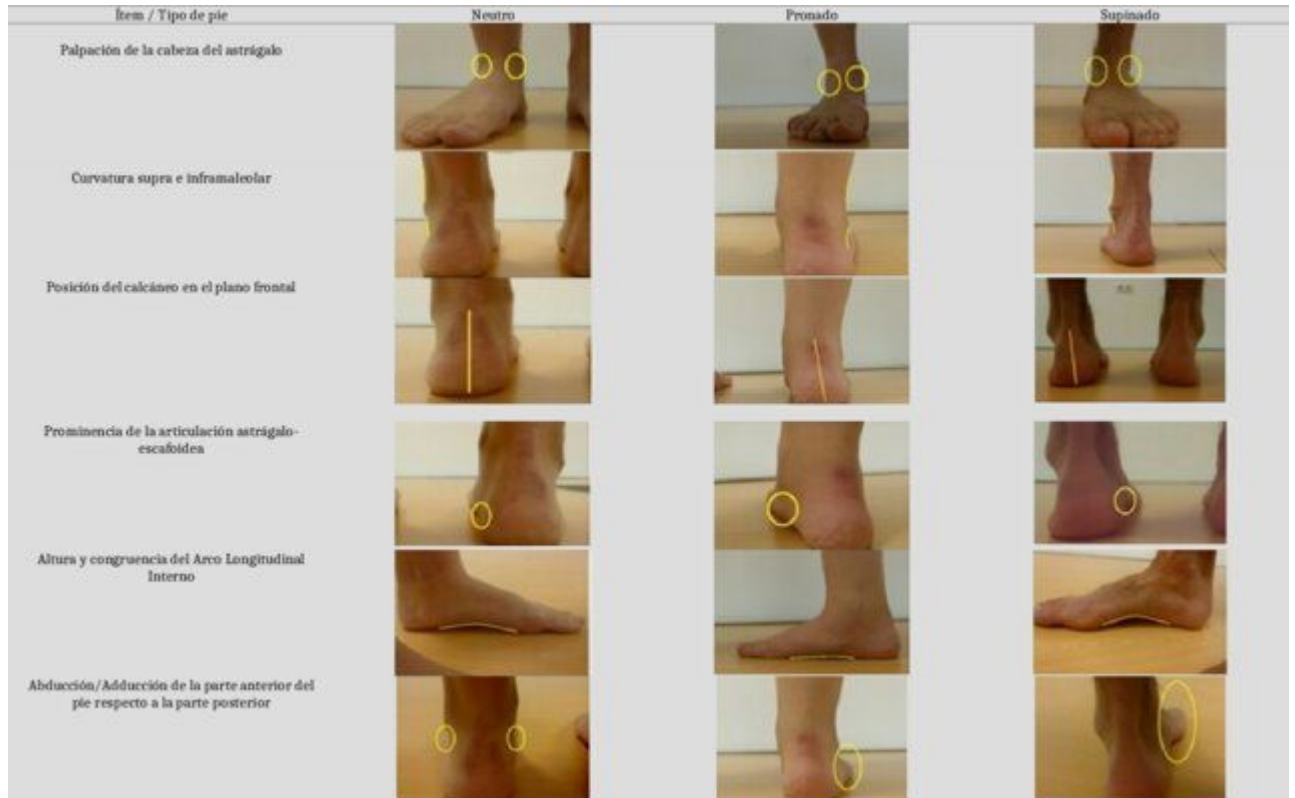 Ítem / Tipo de pie Neutro Pronado Supinado
Palpación de la cabeza del astrágalo
Curvatura supra e inframaleolar
Posición del calcáneo en el plano frontal
Prominencia de la articulación astrágalo-
escafoidea
Altura y congruencia del Arco Longitudinal
Interno
Abducción/Adducción de la parte anterior del
pie respecto a la parte posterior